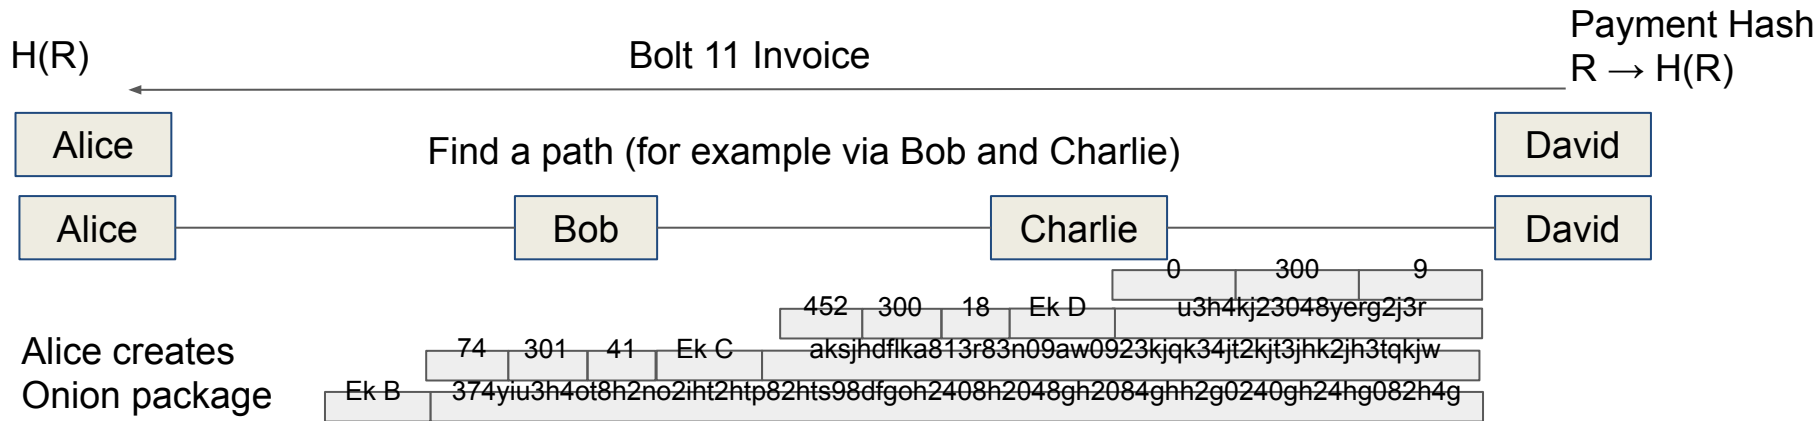 Payment Hash
H(R) Bolt 11 Invoice R → H(R)
Alice Find a path (for example via Bob and Charlie) David
Alice Bob Charlie David
0 300 9
452 300 18 Ek D u3h4kj23048yerg2j3r
Alice creates
74 301 41 Ek C aksjhdflka813r83n09aw0923kjqk34jt2kjt3jhk2jh3tqkjw
Onion package
Ek B 374yiu3h4ot8h2no2iht2htp82hts98dfgoh2408h2048gh2084ghh2g0240gh24hg082h4g